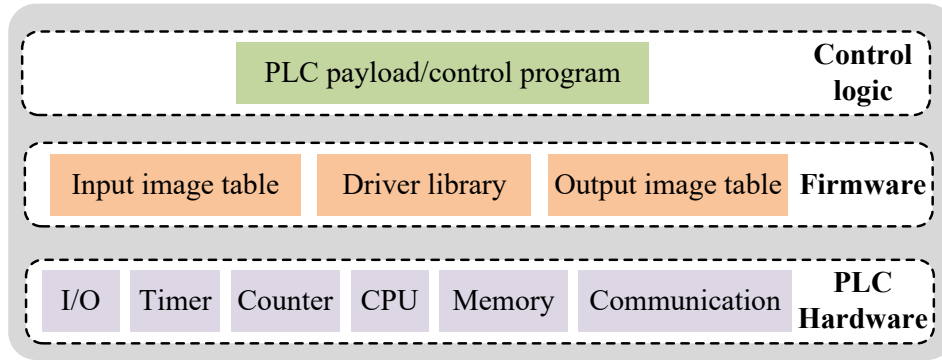 PLC payload/control program
Control
logic
Input image table
Driver library
Output image table
Firmware
I/O
Timer
Counter
CPU
Memory
Communication
PLC
Hardware